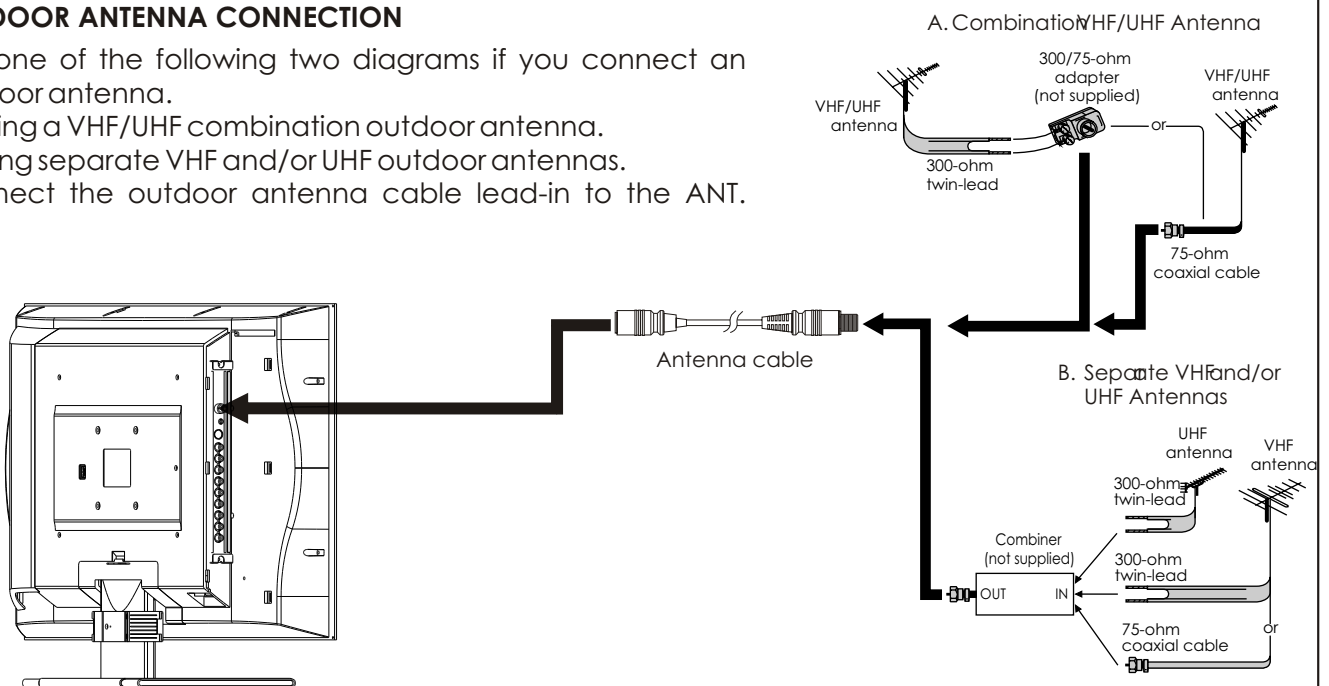 DOOR ANTENNA CONNECTION
one of the following two diagrams if you connect an
oor antenna.
ing a VHF/UHF combination outdoor antenna.
ng separate VHF and/or UHF outdoor antennas.
nect the outdoor antenna cable lead-in to the ANT.
A. Combination VHF/UHF Antenna
VHF/UHF
antenna
300/75-ohm
adapter
(not supplied)
VHF/UHF
antenna
or
300-ohm
twin-lead
75-ohm
coaxial cable
Antenna cable
B. Separate VHF and/or
UHF Antennas
UHF
antenna
VHF
antenna
300-ohm
twin-lead
Combiner
(not supplied)
OUT
IN
300-ohm
twin-lead
75-ohm
coaxial cable
or